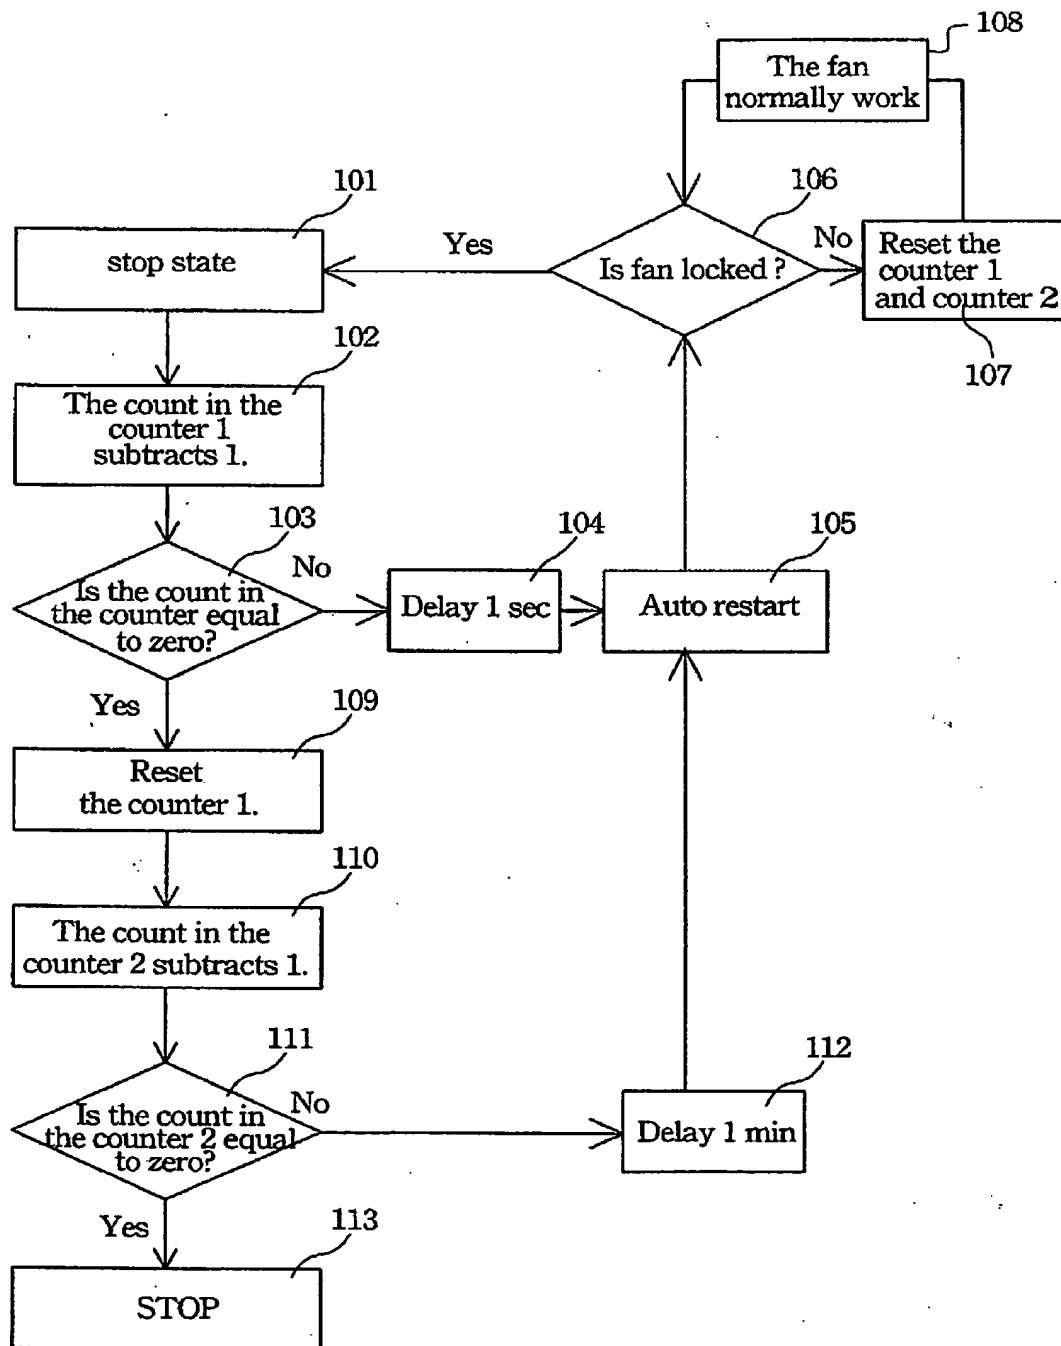 108
The fan
normally work
106
101
Yes
No
stop state
Is fan locked ?
Reset the
counter 1
and counter 2
107
102
The count in the
counter 1
subtracts 1.
103
104
105
No
Is the count in
the counter equal
to zero?
Delay 1 sec
Auto restart
Yes
109
Reset
the counter 1.
110
The count in the
counter 2 subtracts 1.
111
112
No
Is the count in
the counter 2 equal
to zero?
Delay 1 min
Yes
113
STOP